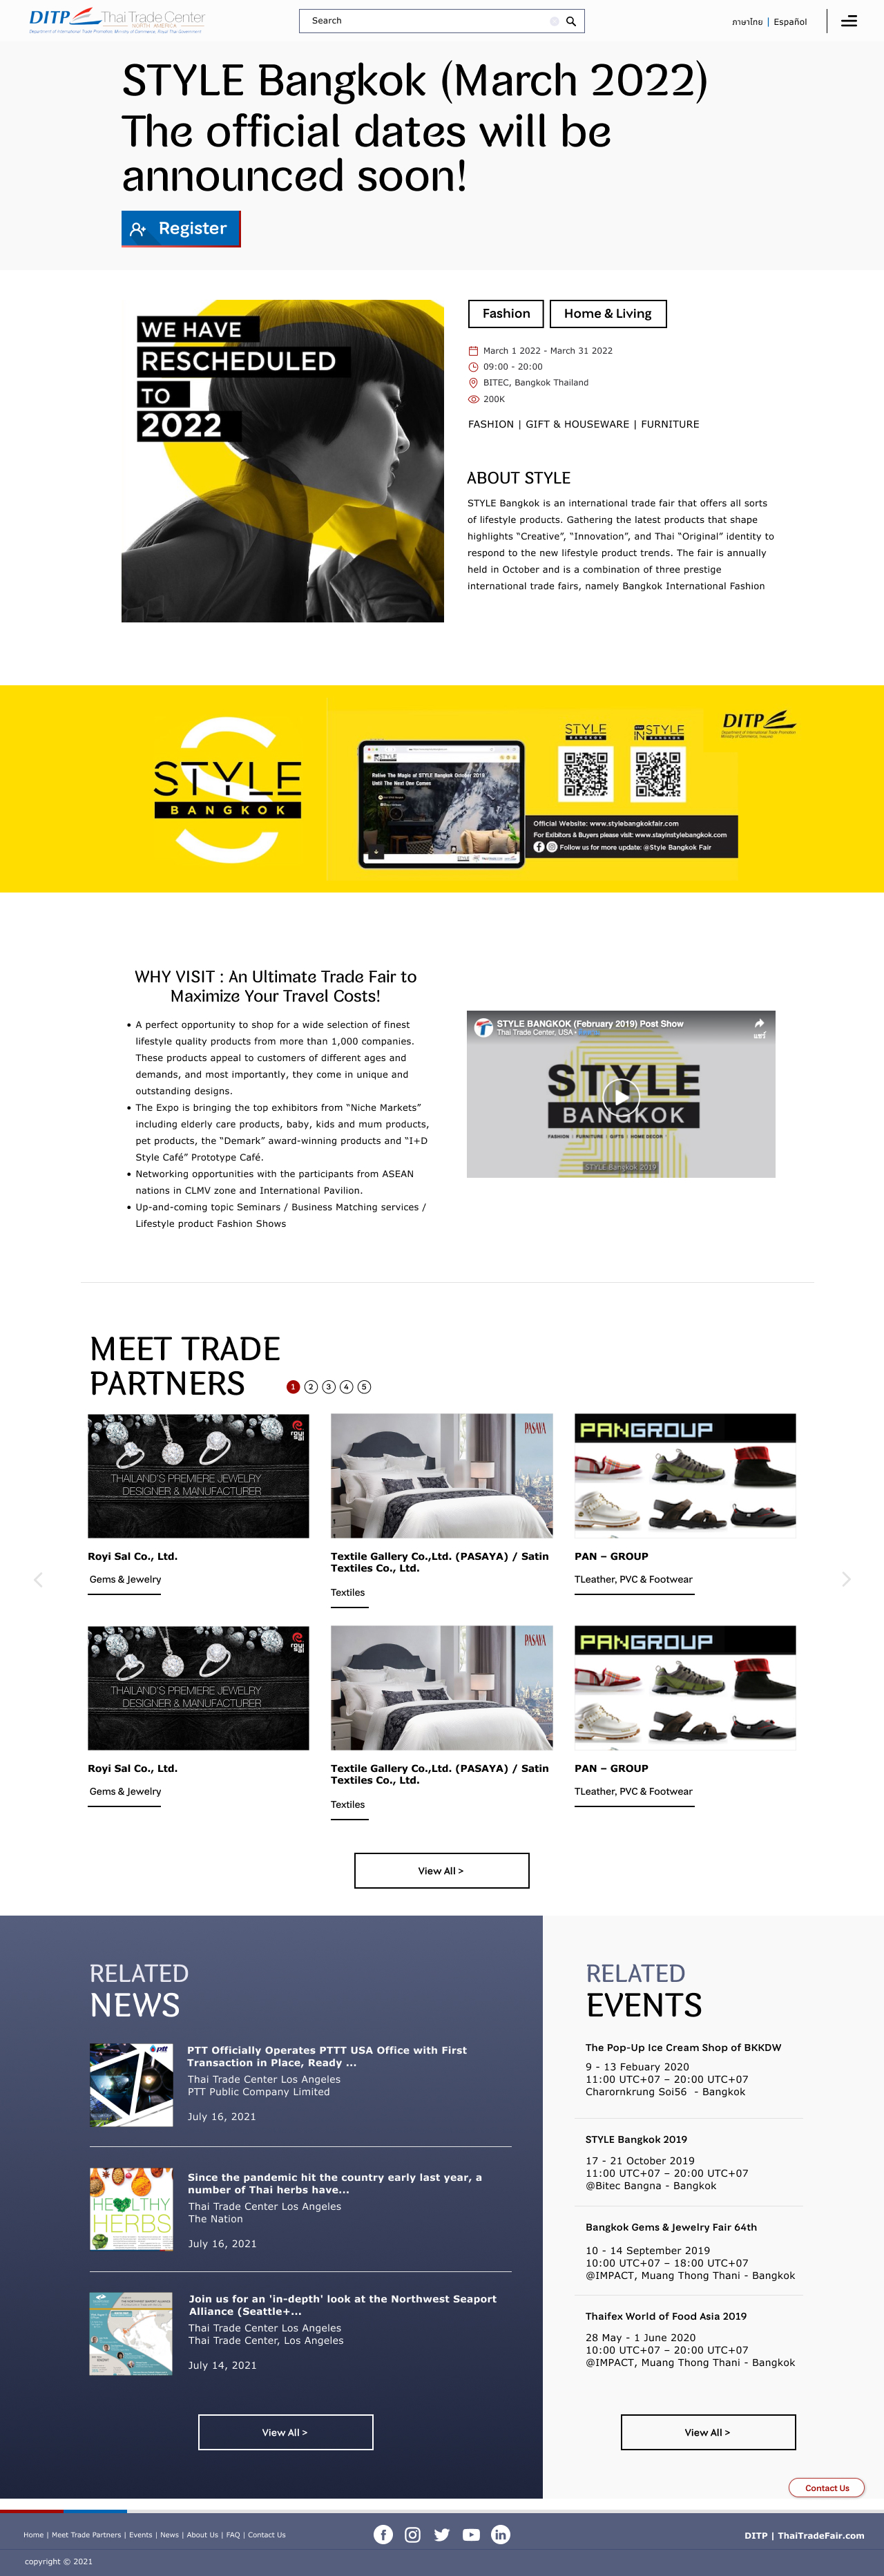 DITP Thai Trade Center
NORTH AMERICA
Department of International Trade Promotion Ministry of Commerce, Royal Thai Government
Search
ภาษาไทย | Español
STYLE Bangkok (March 2022)
The official dates will be
announced soon!
Register
WE HAVE
RESCHEDULED
TO
2022
Fashion
Home & Living
March 1 2022 - March 31 2022
09:00 - 20:00
BITEC, Bangkok Thailand
200K
FASHION | GIFT & HOUSEWARE | FURNITURE
ABOUT STYLE
STYLE Bangkok is an international trade fair that offers all sorts
of lifestyle products. Gathering the latest products that shape
highlights “Creative”, “Innovation”, and Thai “Original” identity to
respond to the new lifestyle product trends. The fair is annually
held in October and is a combination of three prestige
international trade fairs, namely Bangkok International Fashion
STYLE
BANGKOK
Relive The Magic of STYLE Bangkok October 2019
Until The Next One Comes
STYLE
BANGKOK
INSTYLE
DITP
Official Website: www.stylebangkokfair.com
For Exibitors & Buyers please visit: www.stayinstylebangkok.com
Follow us for more update: @Style Bangkok Fair
WHY VISIT : An Ultimate Trade Fair to
Maximize Your Travel Costs!
• A perfect opportunity to shop for a wide selection of finest
lifestyle quality products from more than 1,000 companies.
These products appeal to customers of different ages and
demands, and most importantly, they come in unique and
outstanding designs.
• The Expo is bringing the top exhibitors from “Niche Markets”
including elderly care products, baby, kids and mum products,
pet products, the “Demark” award-winning products and “I+D
Style Café” Prototype Café.
• Networking opportunities with the participants from ASEAN
nations in CLMV zone and International Pavilion.
• Up-and-coming topic Seminars / Business Matching services /
Lifestyle product Fashion Shows
STYLE BANGKOK (February 2019) Post Show
Thai Trade Center, USA
แชร์
STYLE
BANGKOK
FASHION | FURNITURE | GIFTS | HOME DECOR
STYLE Bangkok 2019
MEET TRADE
PARTNERS
1 2 3 4 5
royi sal
THAILAND'S PREMIERE JEWELRY
DESIGNER & MANUFACTURER
PASAYA
PANGROUP
Royi Sal Co., Ltd.
Gems & Jewelry
Textile Gallery Co.,Ltd. (PASAYA) / Satin
Textiles Co., Ltd.
Textiles
PAN – GROUP
TLeather, PVC & Footwear
royi sal
THAILAND'S PREMIERE JEWELRY
DESIGNER & MANUFACTURER
PASAYA
PANGROUP
Royi Sal Co., Ltd.
Gems & Jewelry
Textile Gallery Co.,Ltd. (PASAYA) / Satin
Textiles Co., Ltd.
Textiles
PAN – GROUP
TLeather, PVC & Footwear
View All >
RELATED
NEWS
ptt
PTT Officially Operates PTTT USA Office with First
Transaction in Place, Ready ...
Thai Trade Center Los Angeles
PTT Public Company Limited
July 16, 2021
HEALTHY
HERBS
Since the pandemic hit the country early last year, a
number of Thai herbs have...
Thai Trade Center Los Angeles
The Nation
July 16, 2021
Join us for an 'in-depth' look at the Northwest Seaport
Alliance (Seattle+...
Thai Trade Center Los Angeles
Thai Trade Center, Los Angeles
July 14, 2021
View All >
RELATED
EVENTS
The Pop-Up Ice Cream Shop of BKKDW
9 - 13 Febuary 2020
11:00 UTC+07 – 20:00 UTC+07
Charornkrung Soi56 - Bangkok
STYLE Bangkok 2019
17 - 21 October 2019
11:00 UTC+07 – 20:00 UTC+07
@Bitec Bangna - Bangkok
Bangkok Gems & Jewelry Fair 64th
10 - 14 September 2019
10:00 UTC+07 – 18:00 UTC+07
@IMPACT, Muang Thong Thani - Bangkok
Thaifex World of Food Asia 2019
28 May - 1 June 2020
10:00 UTC+07 – 20:00 UTC+07
@IMPACT, Muang Thong Thani - Bangkok
View All >
Contact Us
Home | Meet Trade Partners | Events | News | About Us | FAQ | Contact Us
DITP | ThaiTradeFair.com
copyright © 2021